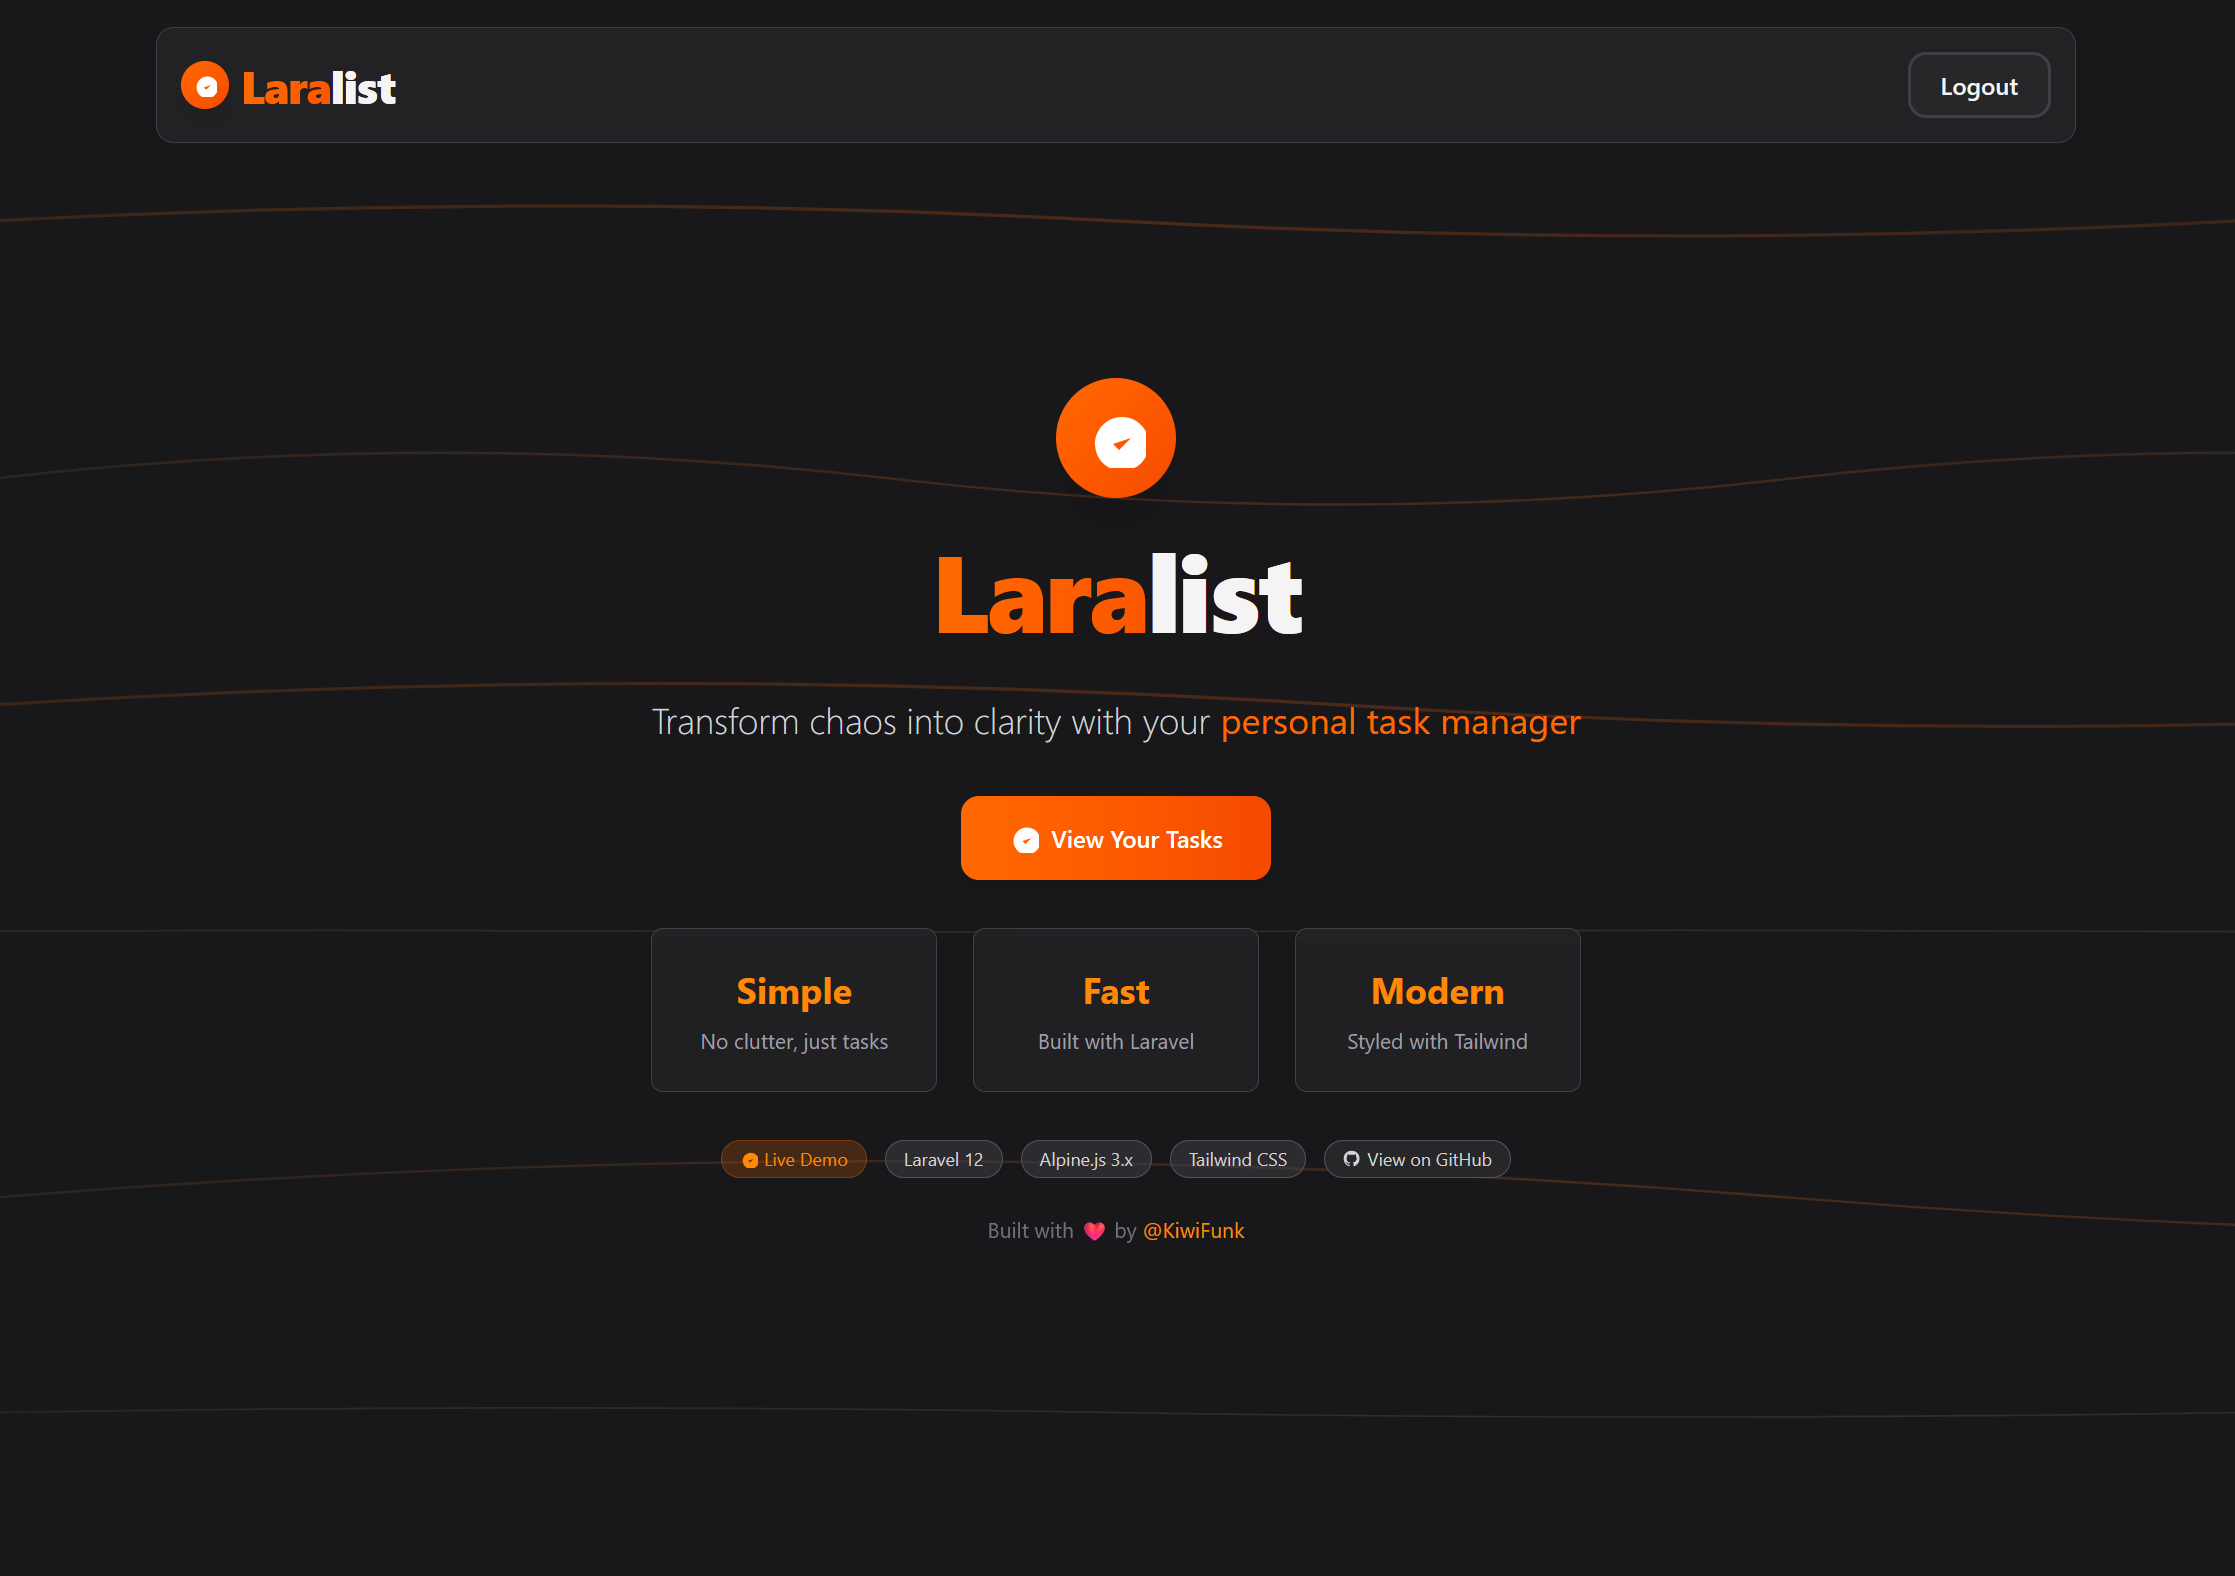 Laralist
Logout
Laralist
Transform chaos into clarity with your personal task manager
View Your Tasks
Simple
No clutter, just tasks
Fast
Built with Laravel
Modern
Styled with Tailwind
Live Demo
Laravel 12
Alpine.js 3.x
Tailwind CSS
View on GitHub
Built with ❤️ by @KiwiFunk